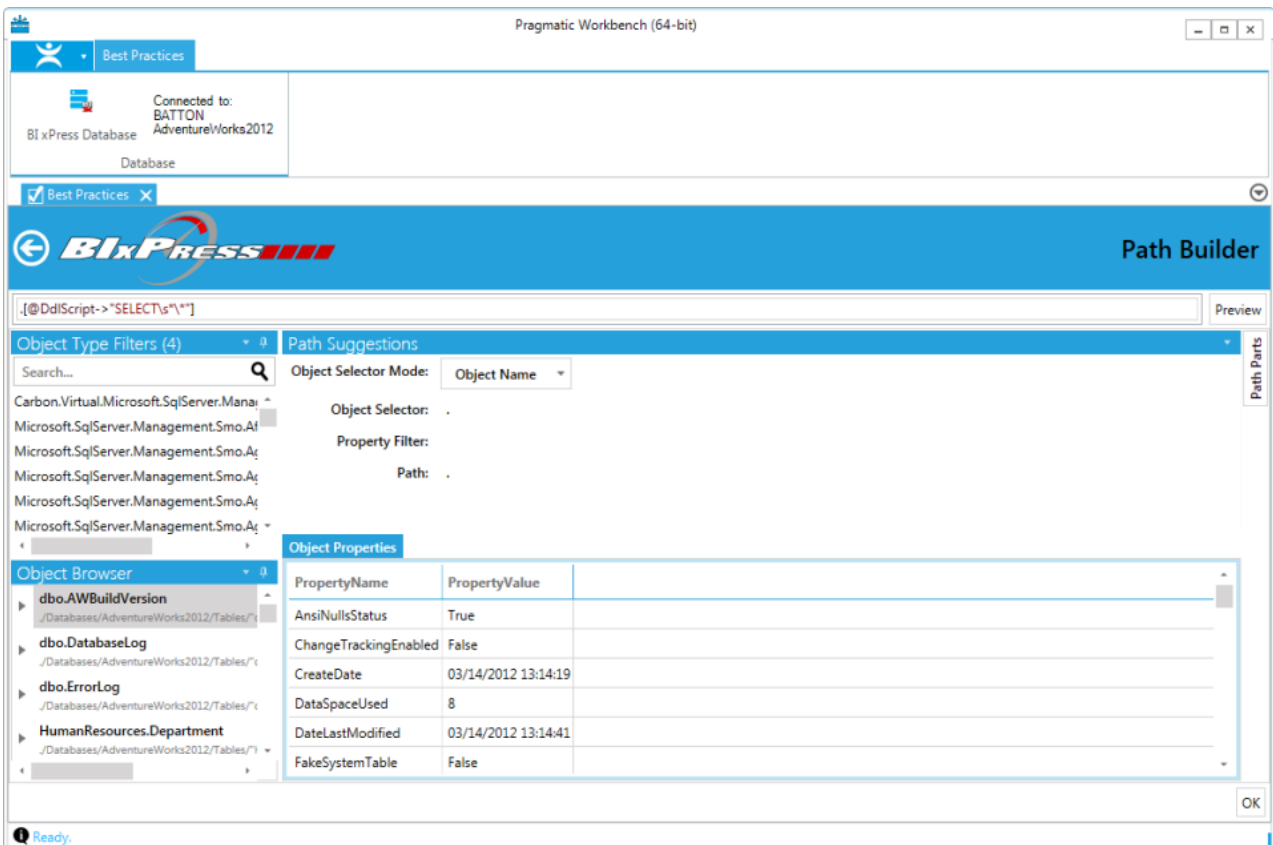 Pragmatic Workbench (64-bit)
Best Practices
Connected to:
BATTON
AdventureWorks2012
BI xPress Database
Database
Best Practices
BIxPRESS
Path Builder
.[@DdlScript->"SELECT\s*\*"]
Preview
Object Type Filters (4)
Path Suggestions
Path Parts
Search...
Object Selector Mode: Object Name
Carbon.Virtual.Microsoft.SqlServer.Mana
Object Selector: .
Microsoft.SqlServer.Management.Smo.Af
Property Filter:
Microsoft.SqlServer.Management.Smo.Ag
Path: .
Microsoft.SqlServer.Management.Smo.Ag
Microsoft.SqlServer.Management.Smo.Ag
Microsoft.SqlServer.Management.Smo.Ag
Object Properties
Object Browser
PropertyName PropertyValue
dbo.AWBuildVersion
./Databases/AdventureWorks2012/Tables/"d
AnsiNullsStatus True
dbo.DatabaseLog
./Databases/AdventureWorks2012/Tables/"d
ChangeTrackingEnabled False
CreateDate 03/14/2012 13:14:19
dbo.ErrorLog
./Databases/AdventureWorks2012/Tables/"d
DataSpaceUsed 8
HumanResources.Department
./Databases/AdventureWorks2012/Tables/"H
DateLastModified 03/14/2012 13:14:41
FakeSystemTable False
OK
Ready.